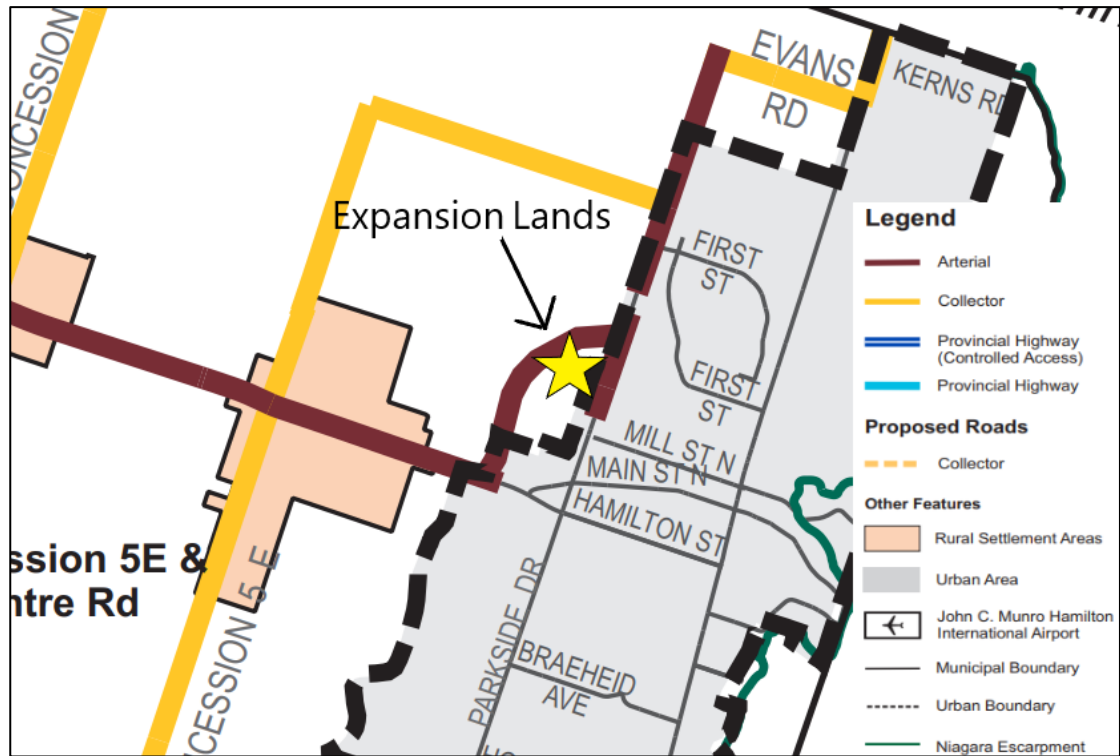 CONCESSION
EVANS
RD
KERNS RD
Expansion Lands
FIRST
ST
FIRST
ST
MILL ST N
MAIN ST N
HAMILTON ST
PARKSIDE DR
BRAEHEID
AVE
ssion 5E &
ntre Rd
CONCESSION 5 E
Legend
Arterial
Collector
Provincial Highway
(Controlled Access)
Provincial Highway
Proposed Roads
Collector
Other Features
Rural Settlement Areas
Urban Area
John C. Munro Hamilton
International Airport
Municipal Boundary
Urban Boundary
Niagara Escarpment